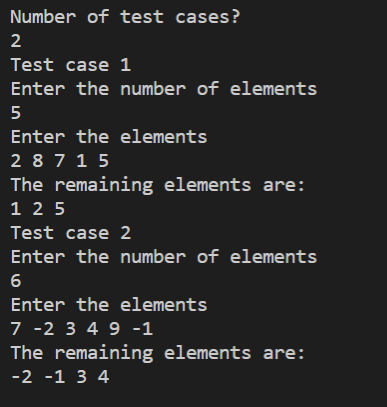 Number of test cases?
2
Test case 1
Enter the number of elements
5
Enter the elements
2 8 7 1 5
The remaining elements are:
1 2 5
Test case 2
Enter the number of elements
6
Enter the elements
7 -2 3 4 9 -1
The remaining elements are:
-2 -1 3 4